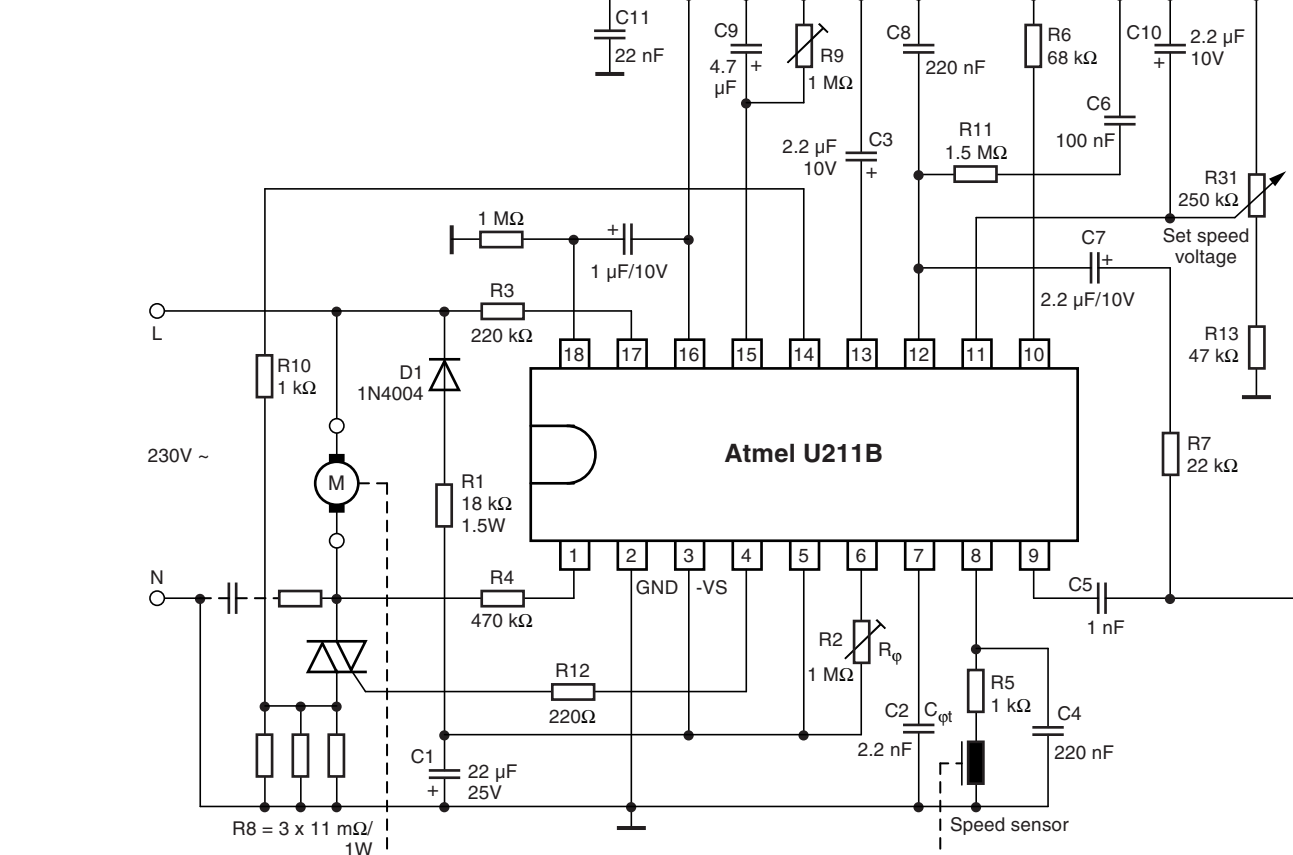 C11
22 nF
C9
4.7
µF
+
R9
1 MΩ
C8
220 nF
R6
68 kΩ
C10
+
2.2 µF
10V
C6
100 nF
2.2 µF
10V
C3
+
R11
1.5 MΩ
R31
250 kΩ
Set speed
voltage
1 MΩ
+
1 µF/10V
C7
+
2.2 µF/10V
L
R3
220 kΩ
R13
47 kΩ
18
17
16
15
14
13
12
11
10
R10
1 kΩ
D1
1N4004
230V ~
Atmel U211B
R7
22 kΩ
M
R1
18 kΩ
1.5W
1
2
3
4
5
6
7
8
9
N
R4
470 kΩ
GND
-VS
C5
1 nF
R2
1 MΩ
Rφ
R12
220Ω
R5
1 kΩ
C2
Cφt
2.2 nF
C4
220 nF
C1
+
22 µF
25V
R8 = 3 x 11 mΩ/
1W
Speed sensor